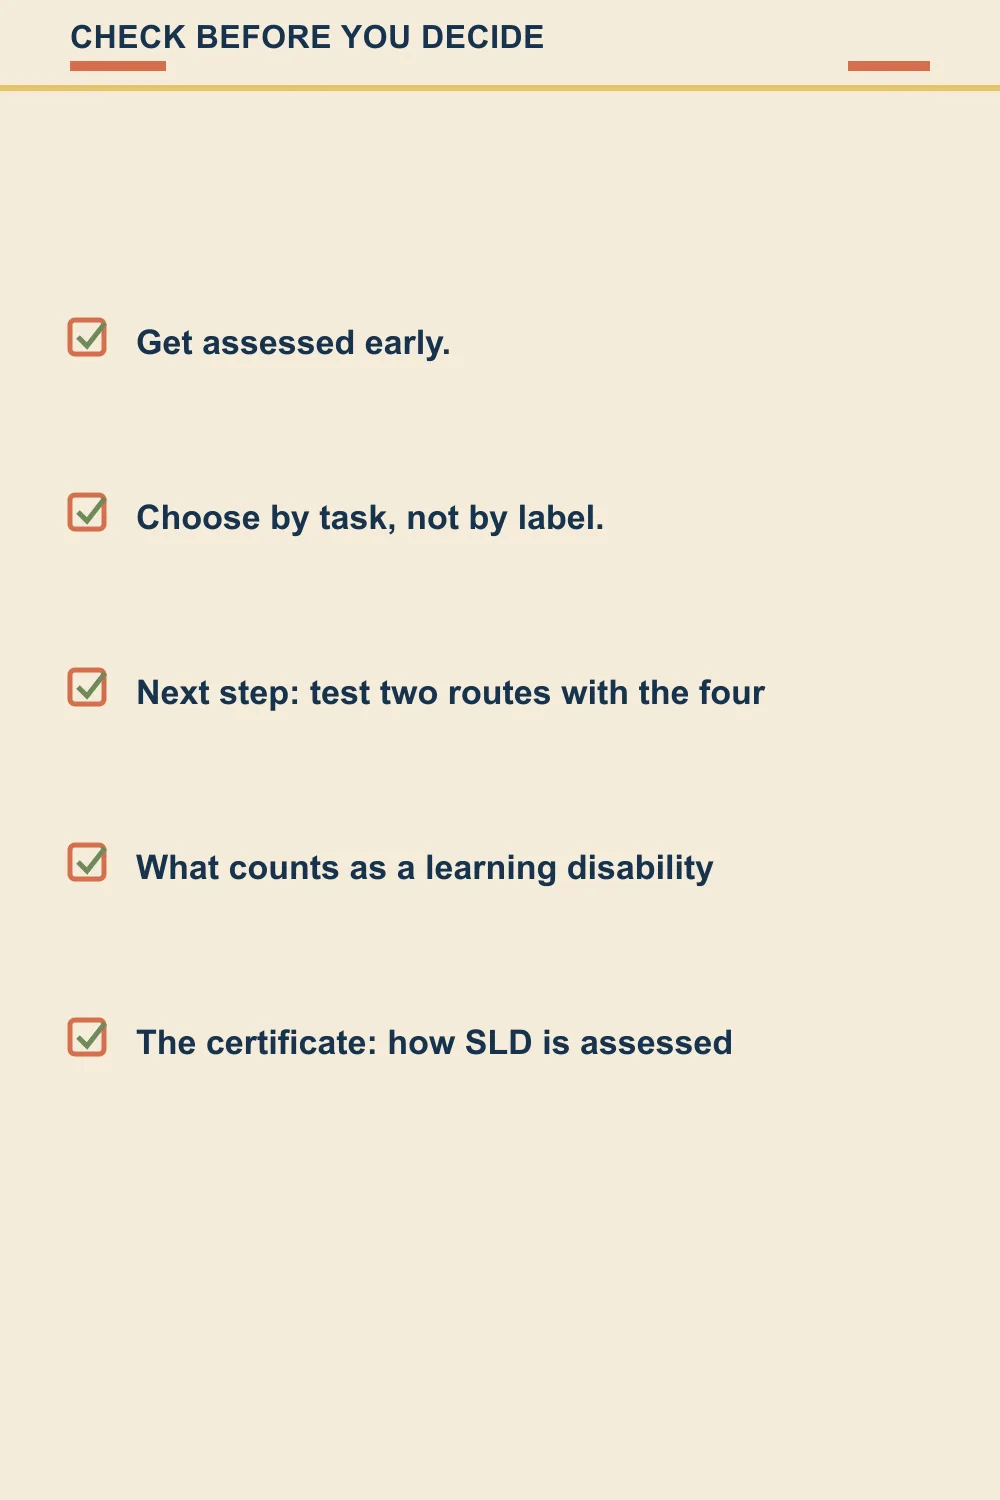 CHECK BEFORE YOU DECIDE
Get assessed early.
Choose by task, not by label.
Next step: test two routes with the four
What counts as a learning disability
The certificate: how SLD is assessed